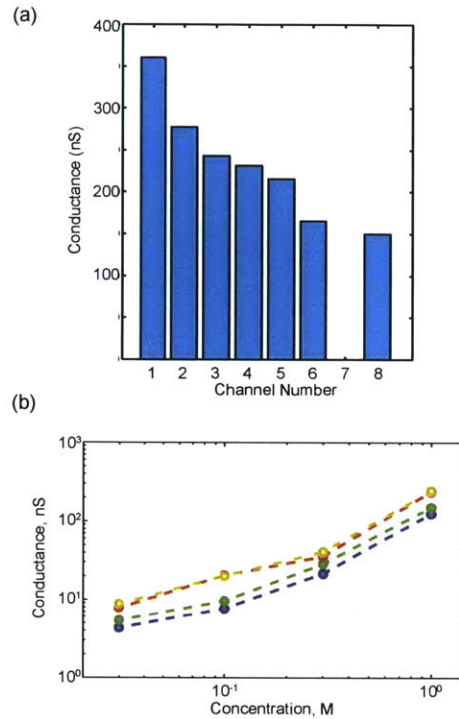 (a)
400
300
200
100
Conductance (nS)
1 2 3 4 5 6 7 8
Channel Number
(b)
10³
10²
10¹
10⁰
Conductance, nS
10⁻¹ 10⁰
Concentration, M